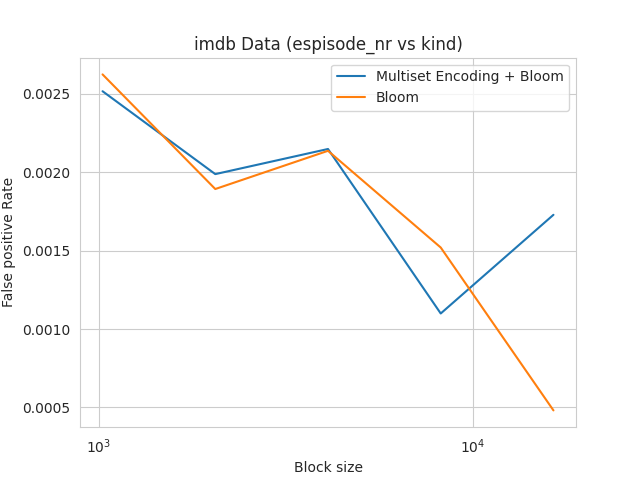 imdb Data (espisode_nr vs kind)
Multiset Encoding + Bloom
Bloom
False positive Rate
0.0025
0.0020
0.0015
0.0010
0.0005
10³
10⁴
Block size